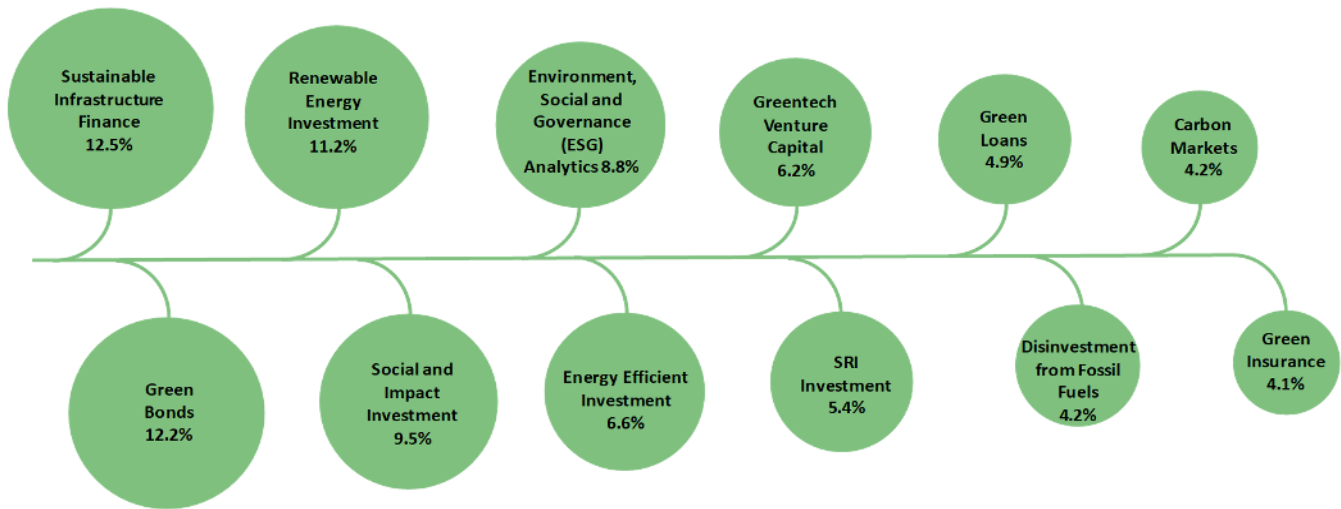 Sustainable
Infrastructure
Finance
12.5%
Renewable
Energy
Investment
11.2%
Environment,
Social and
Governance
(ESG)
Analytics 8.8%
Greentech
Venture
Capital
6.2%
Green
Loans
4.9%
Carbon
Markets
4.2%
Green
Bonds
12.2%
Social and
Impact
Investment
9.5%
Energy Efficient
Investment
6.6%
SRI
Investment
5.4%
Disinvestment
from Fossil
Fuels
4.2%
Green
Insurance
4.1%